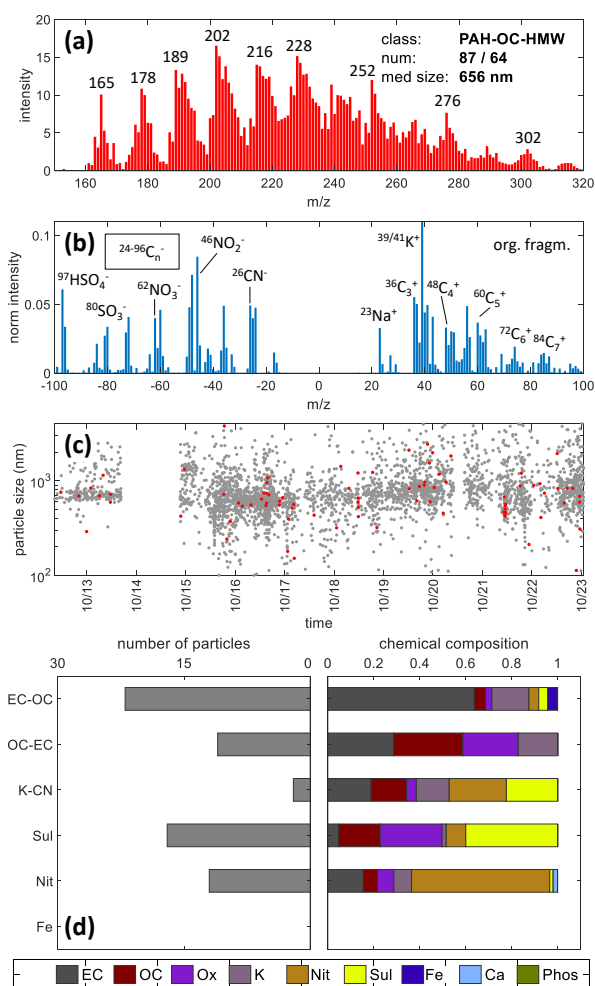 (a)
class: PAH-OC-HMW
num: 87 / 64
med size: 656 nm
165 178 189 202 216 228 252 276 302
intensity
20
15
10
5
0
160 180 200 220 240 260 280 300 320
m/z
(b)
24-96Cn-
org. fragm.
97HSO4-
80SO3-
62NO3-
46NO2-
26CN-
39/41K+
23Na+
36C3+
48C4+
60C5+
72C6+
84C7+
norm intensity
0.1
0.05
0
-100 -80 -60 -40 -20 0 20 40 60 80 100
m/z
(c)
particle size (nm)
10³
10²
10/13 10/14 10/15 10/16 10/17 10/18 10/19 10/20 10/21 10/22 10/23
time
number of particles chemical composition
30 15 0 0 0.2 0.4 0.6 0.8 1
EC-OC
OC-EC
K-CN
Sul
Nit
Fe
(d)
EC OC Ox K Nit Sul Fe Ca Phos